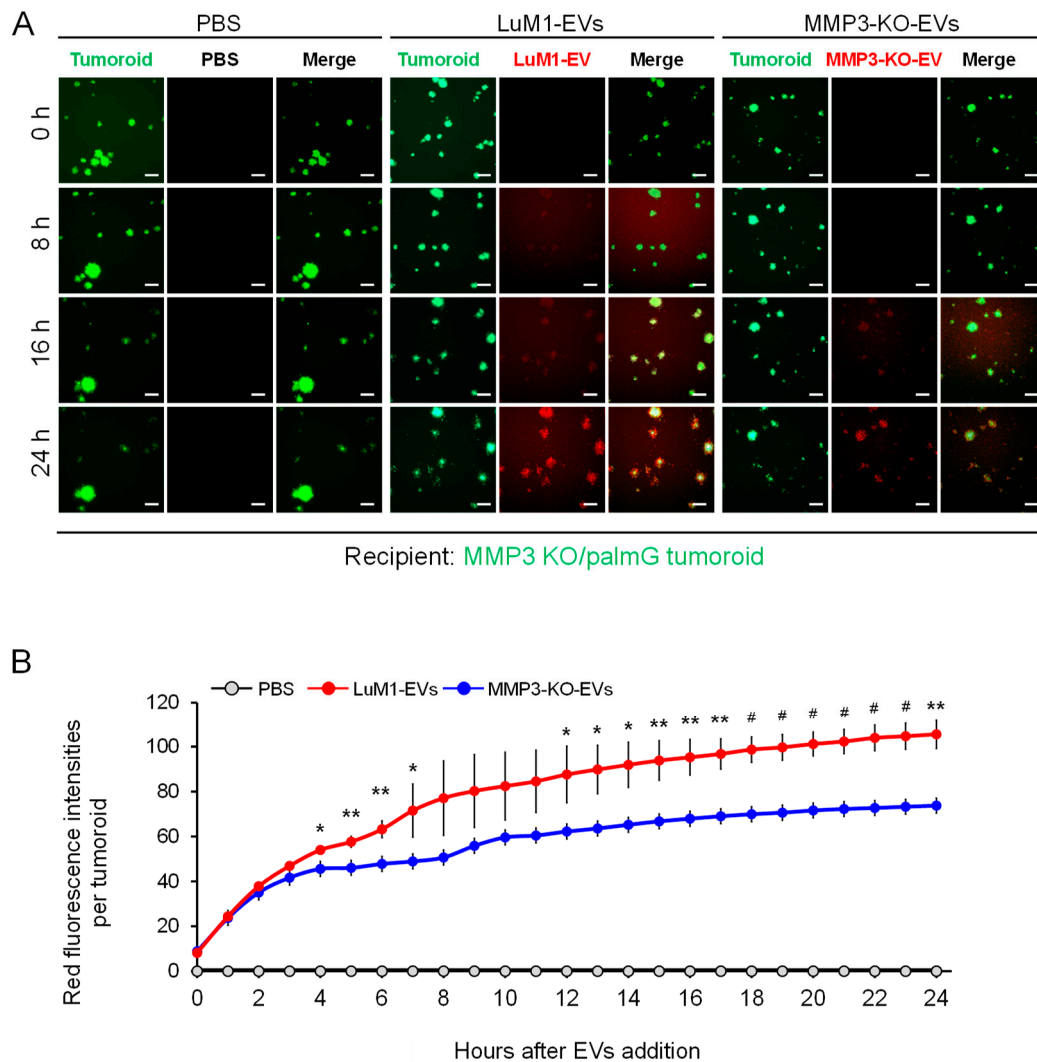 A
PBS LuM1-EVs MMP3-KO-EVs
Tumoroid PBS Merge Tumoroid LuM1-EV Merge Tumoroid MMP3-KO-EV Merge
0 h
8 h
16 h
24 h
Recipient: MMP3 KO/palmG tumoroid
B
PBS LuM1-EVs MMP3-KO-EVs
Red fluorescence intensities
per tumoroid
120
100
80
60
40
20
0
* ** ** * * * * ** ** ** # # # # # # **
0 2 4 6 8 10 12 14 16 18 20 22 24
Hours after EVs addition